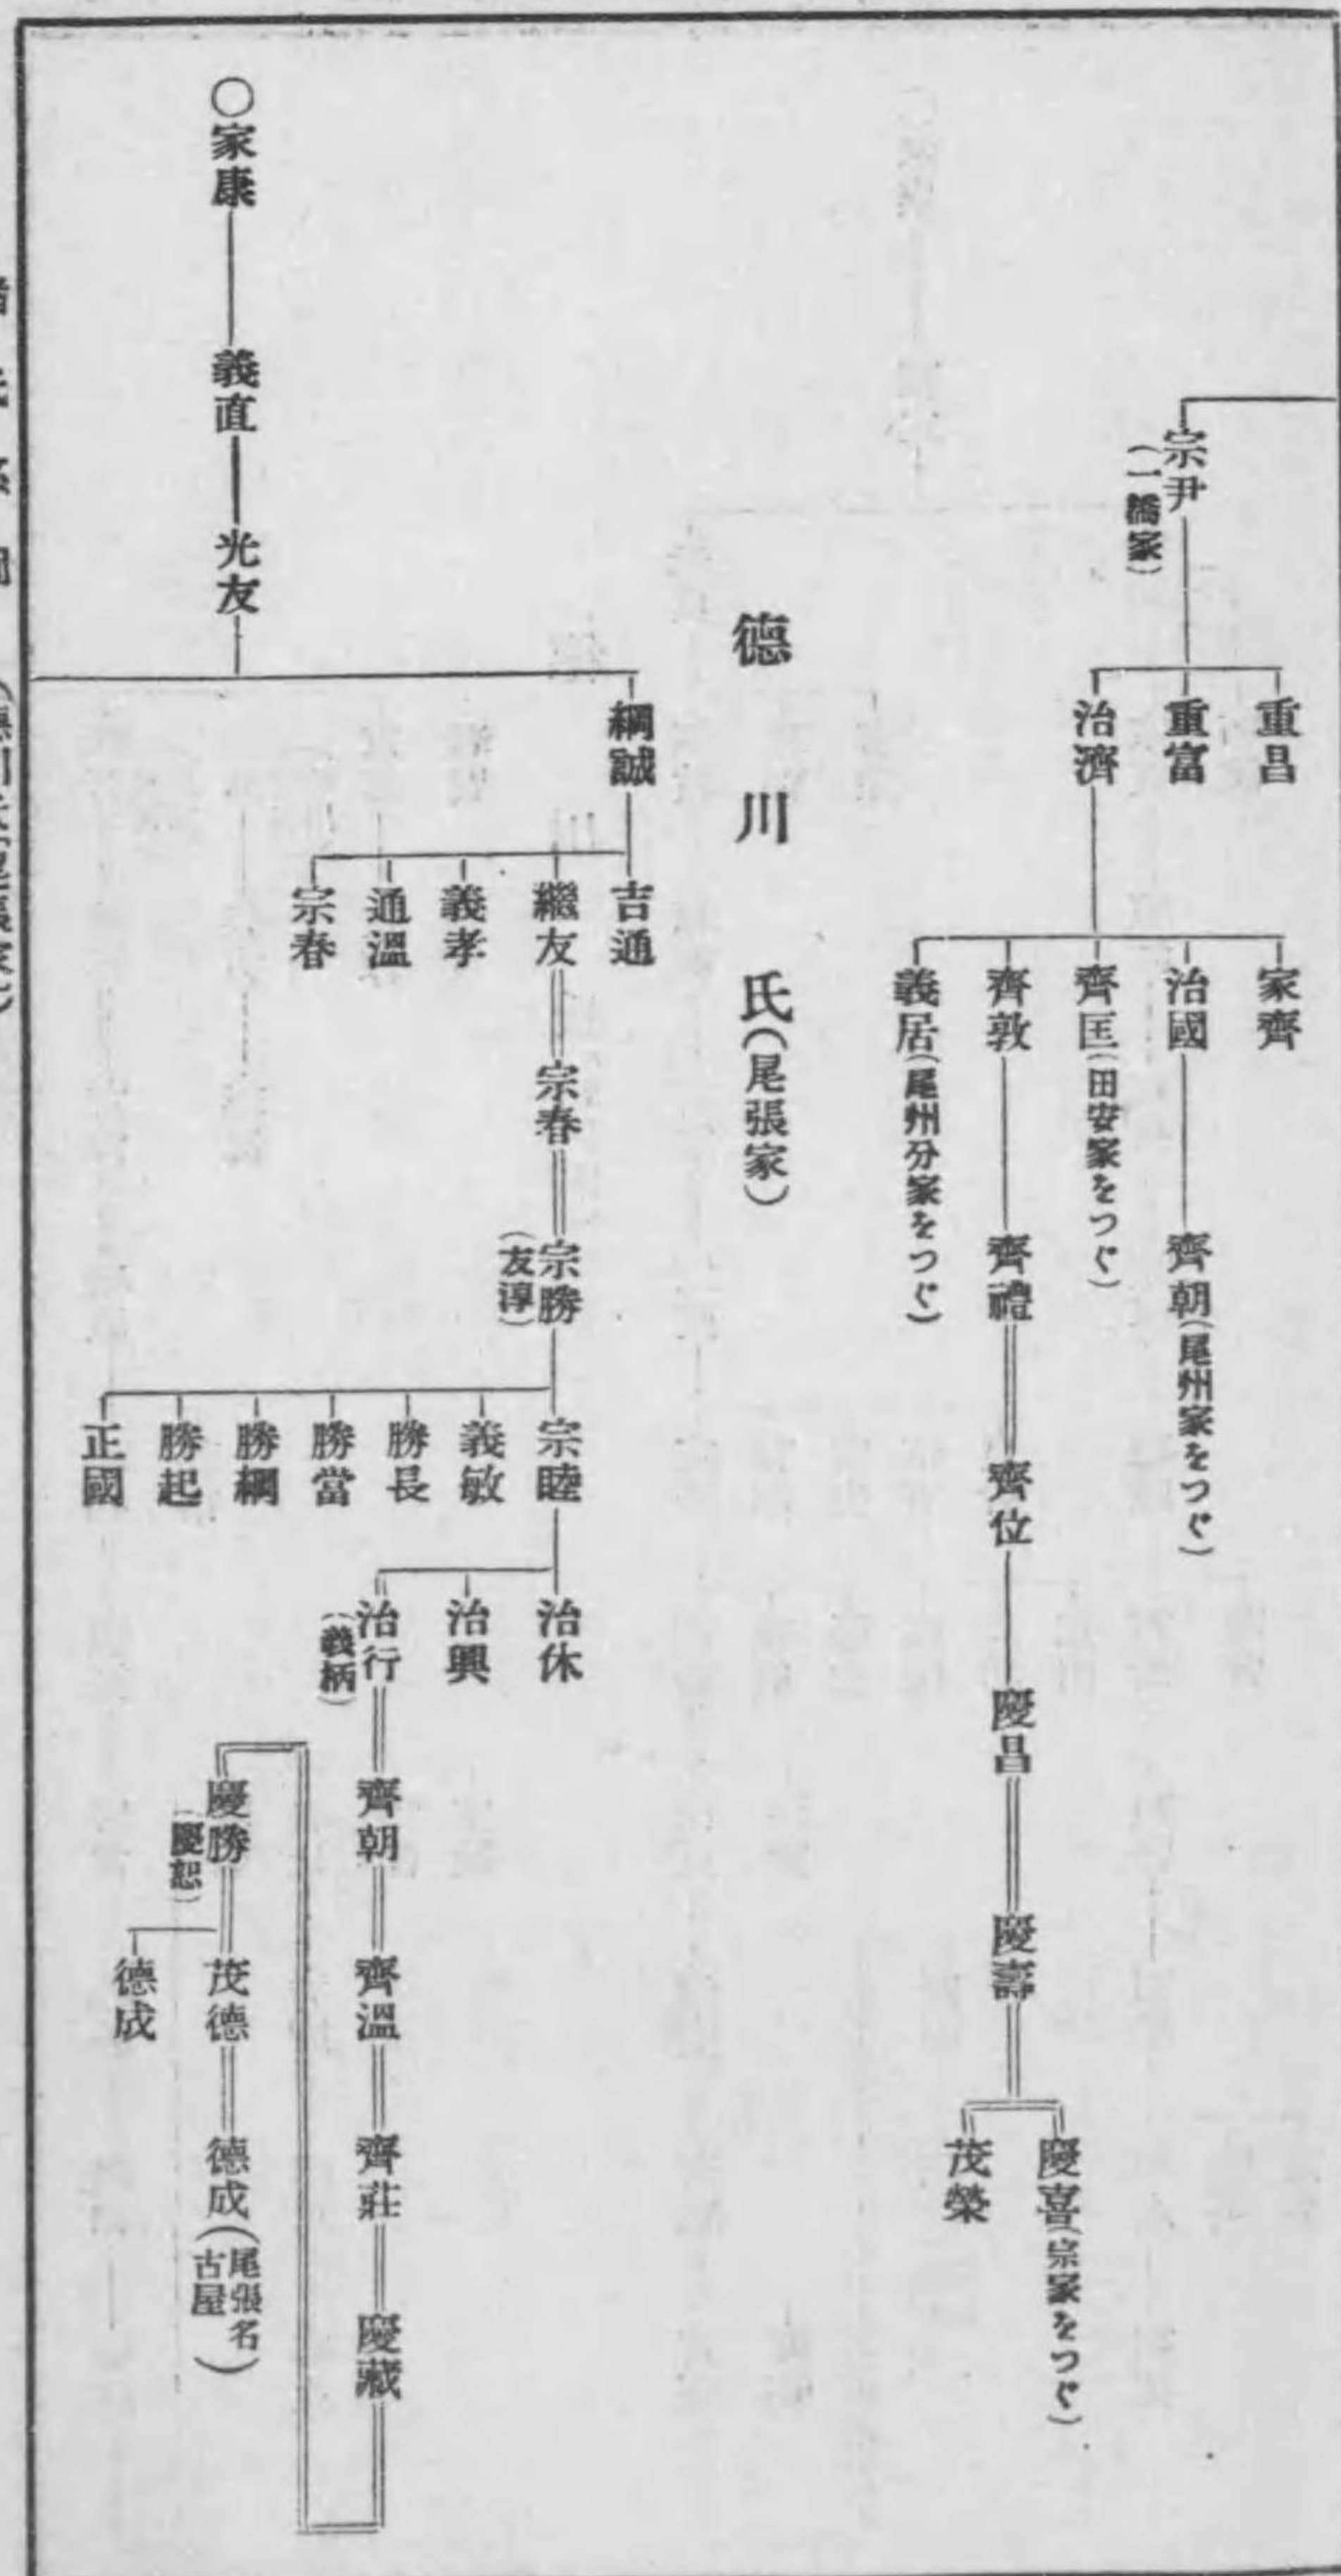 宗尹
(一橋家)
重昌
重富
治濟
家齊
治國
齊朝(尾州家をつぐ)
齊匡(田安家をつぐ)
齊敦
齊禮
齊位
慶昌
慶壽
慶喜(宗家をつぐ)
茂榮
義居(尾州分家をつぐ)
德川氏(尾張家)
○家康
義直
光友
綱誠
吉通
繼友
宗春
宗勝
(友淳)
義孝
通溫
宗春
宗睦
義敏
勝長
勝當
勝綱
勝起
正國
治休
治興
治行
(義柄)
齊朝
齊溫
齊莊
慶藏
慶勝
(慶恕)
茂德
德成(尾張名古屋)
德成